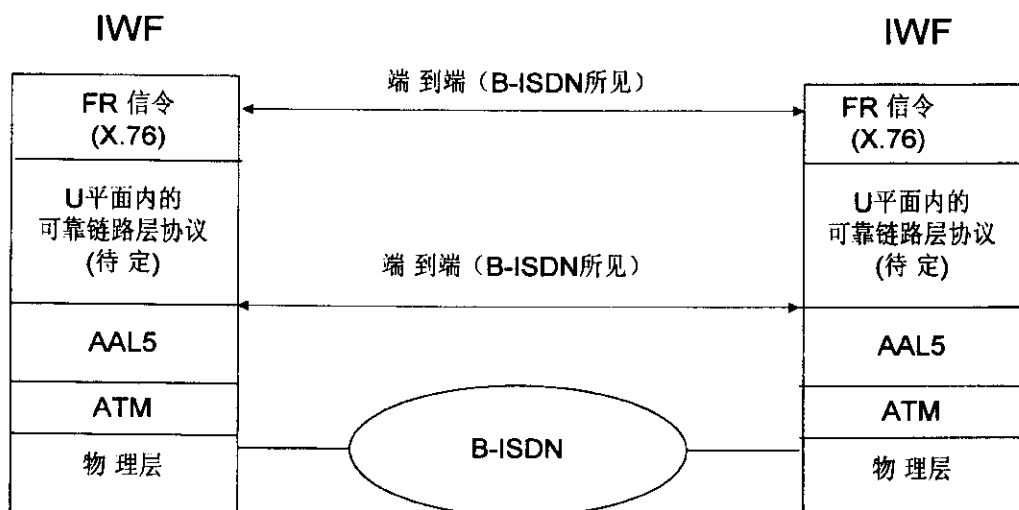 IWF
FR 信令
(X.76)
U平面内的
可靠链路层协议
(待 定)
AAL5
ATM
物 理层
端 到端（B-ISDN所见）
端 到端（B-ISDN所见）
B-ISDN
IWF
FR 信令
(X.76)
U平面内的
可靠链路层协议
(待 定)
AAL5
ATM
物 理层